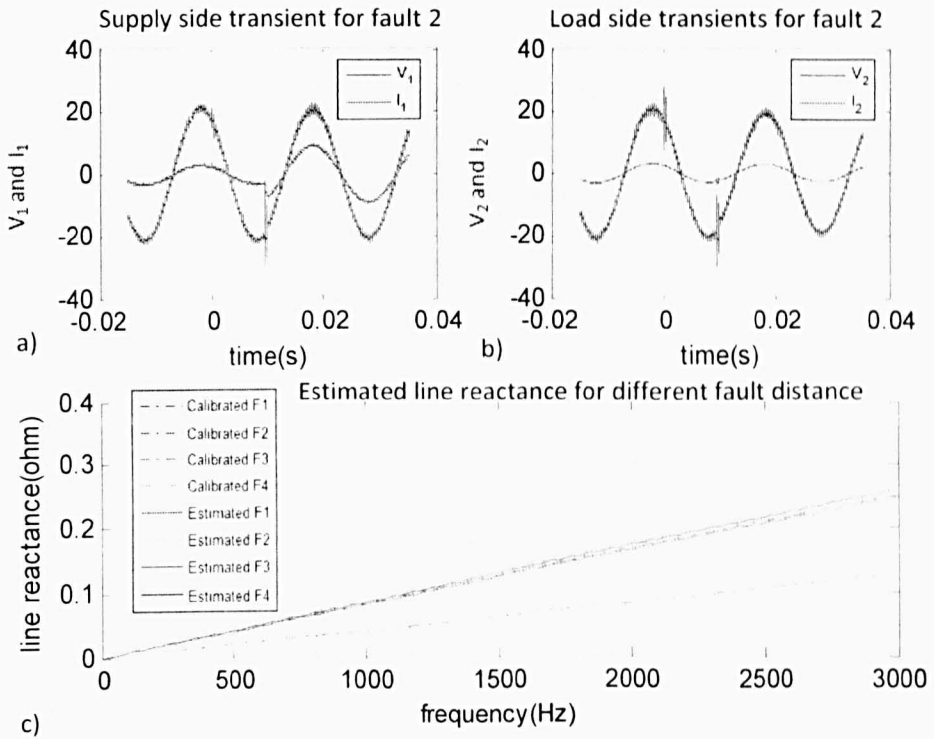 Supply side transient for fault 2
V1 and I1
40
20
0
-20
-40
V1
I1
-0.02
0
0.02
0.04
time(s)
a)
Load side transients for fault 2
V2 and I2
40
20
0
-20
-40
V2
I2
-0.02
0
0.02
0.04
time(s)
b)
Estimated line reactance for different fault distance
line reactance(ohm)
0.4
0.3
0.2
0.1
0
Calibrated F1
Calibrated F2
Calibrated F3
Calibrated F4
Estimated F1
Estimated F2
Estimated F3
Estimated F4
0
500
1000
1500
2000
2500
3000
frequency(Hz)
c)